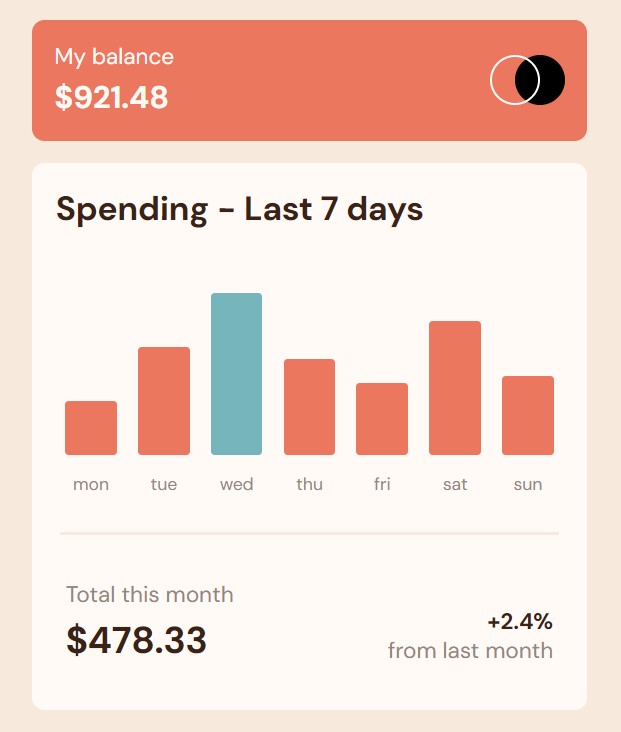 My balance
$921.48
Spending - Last 7 days
mon tue wed thu fri sat sun
Total this month
$478.33
+2.4%
from last month